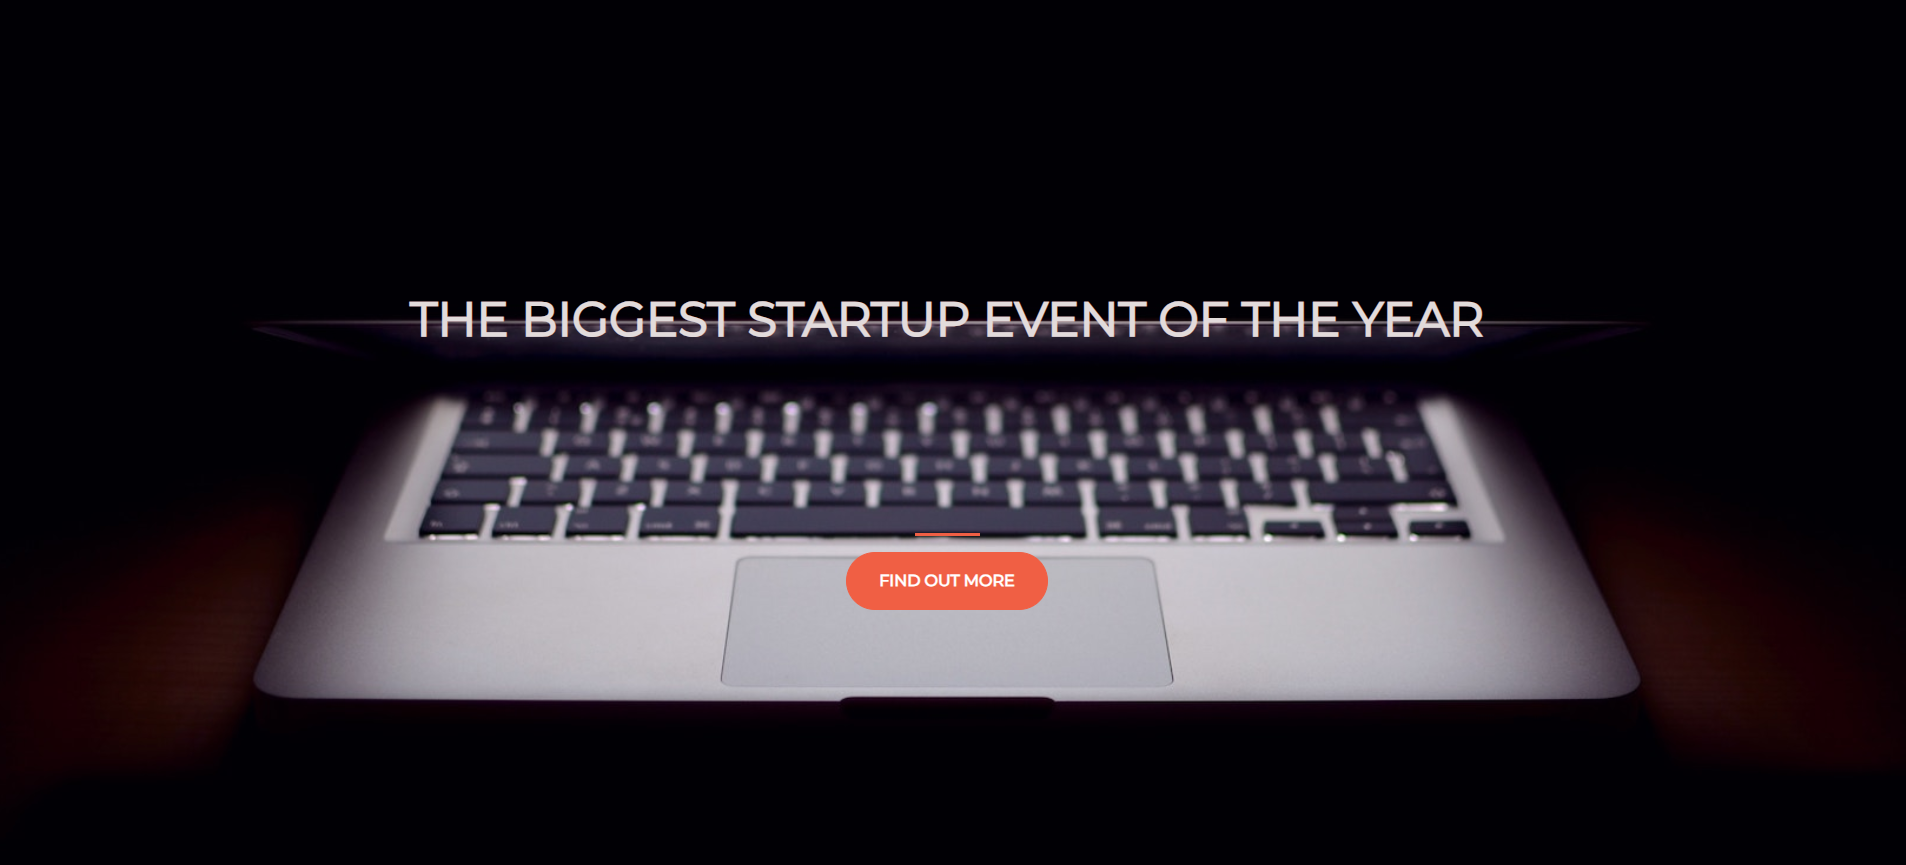 THE BIGGEST STARTUP EVENT OF THE YEAR
FIND OUT MORE